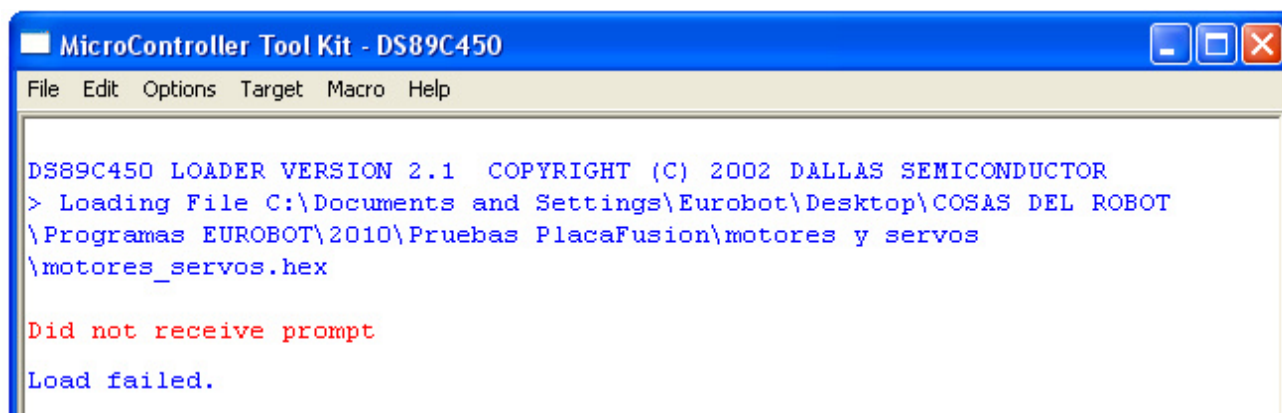 MicroController Tool Kit - DS89C450
File Edit Options Target Macro Help
DS89C450 LOADER VERSION 2.1  COPYRIGHT (C) 2002 DALLAS SEMICONDUCTOR
> Loading File C:\Documents and Settings\Eurobot\Desktop\COSAS DEL ROBOT
\Programas EUROBOT\2010\Pruebas PlacaFusion\motores y servos
\motores_servos.hex
Did not receive prompt
Load failed.